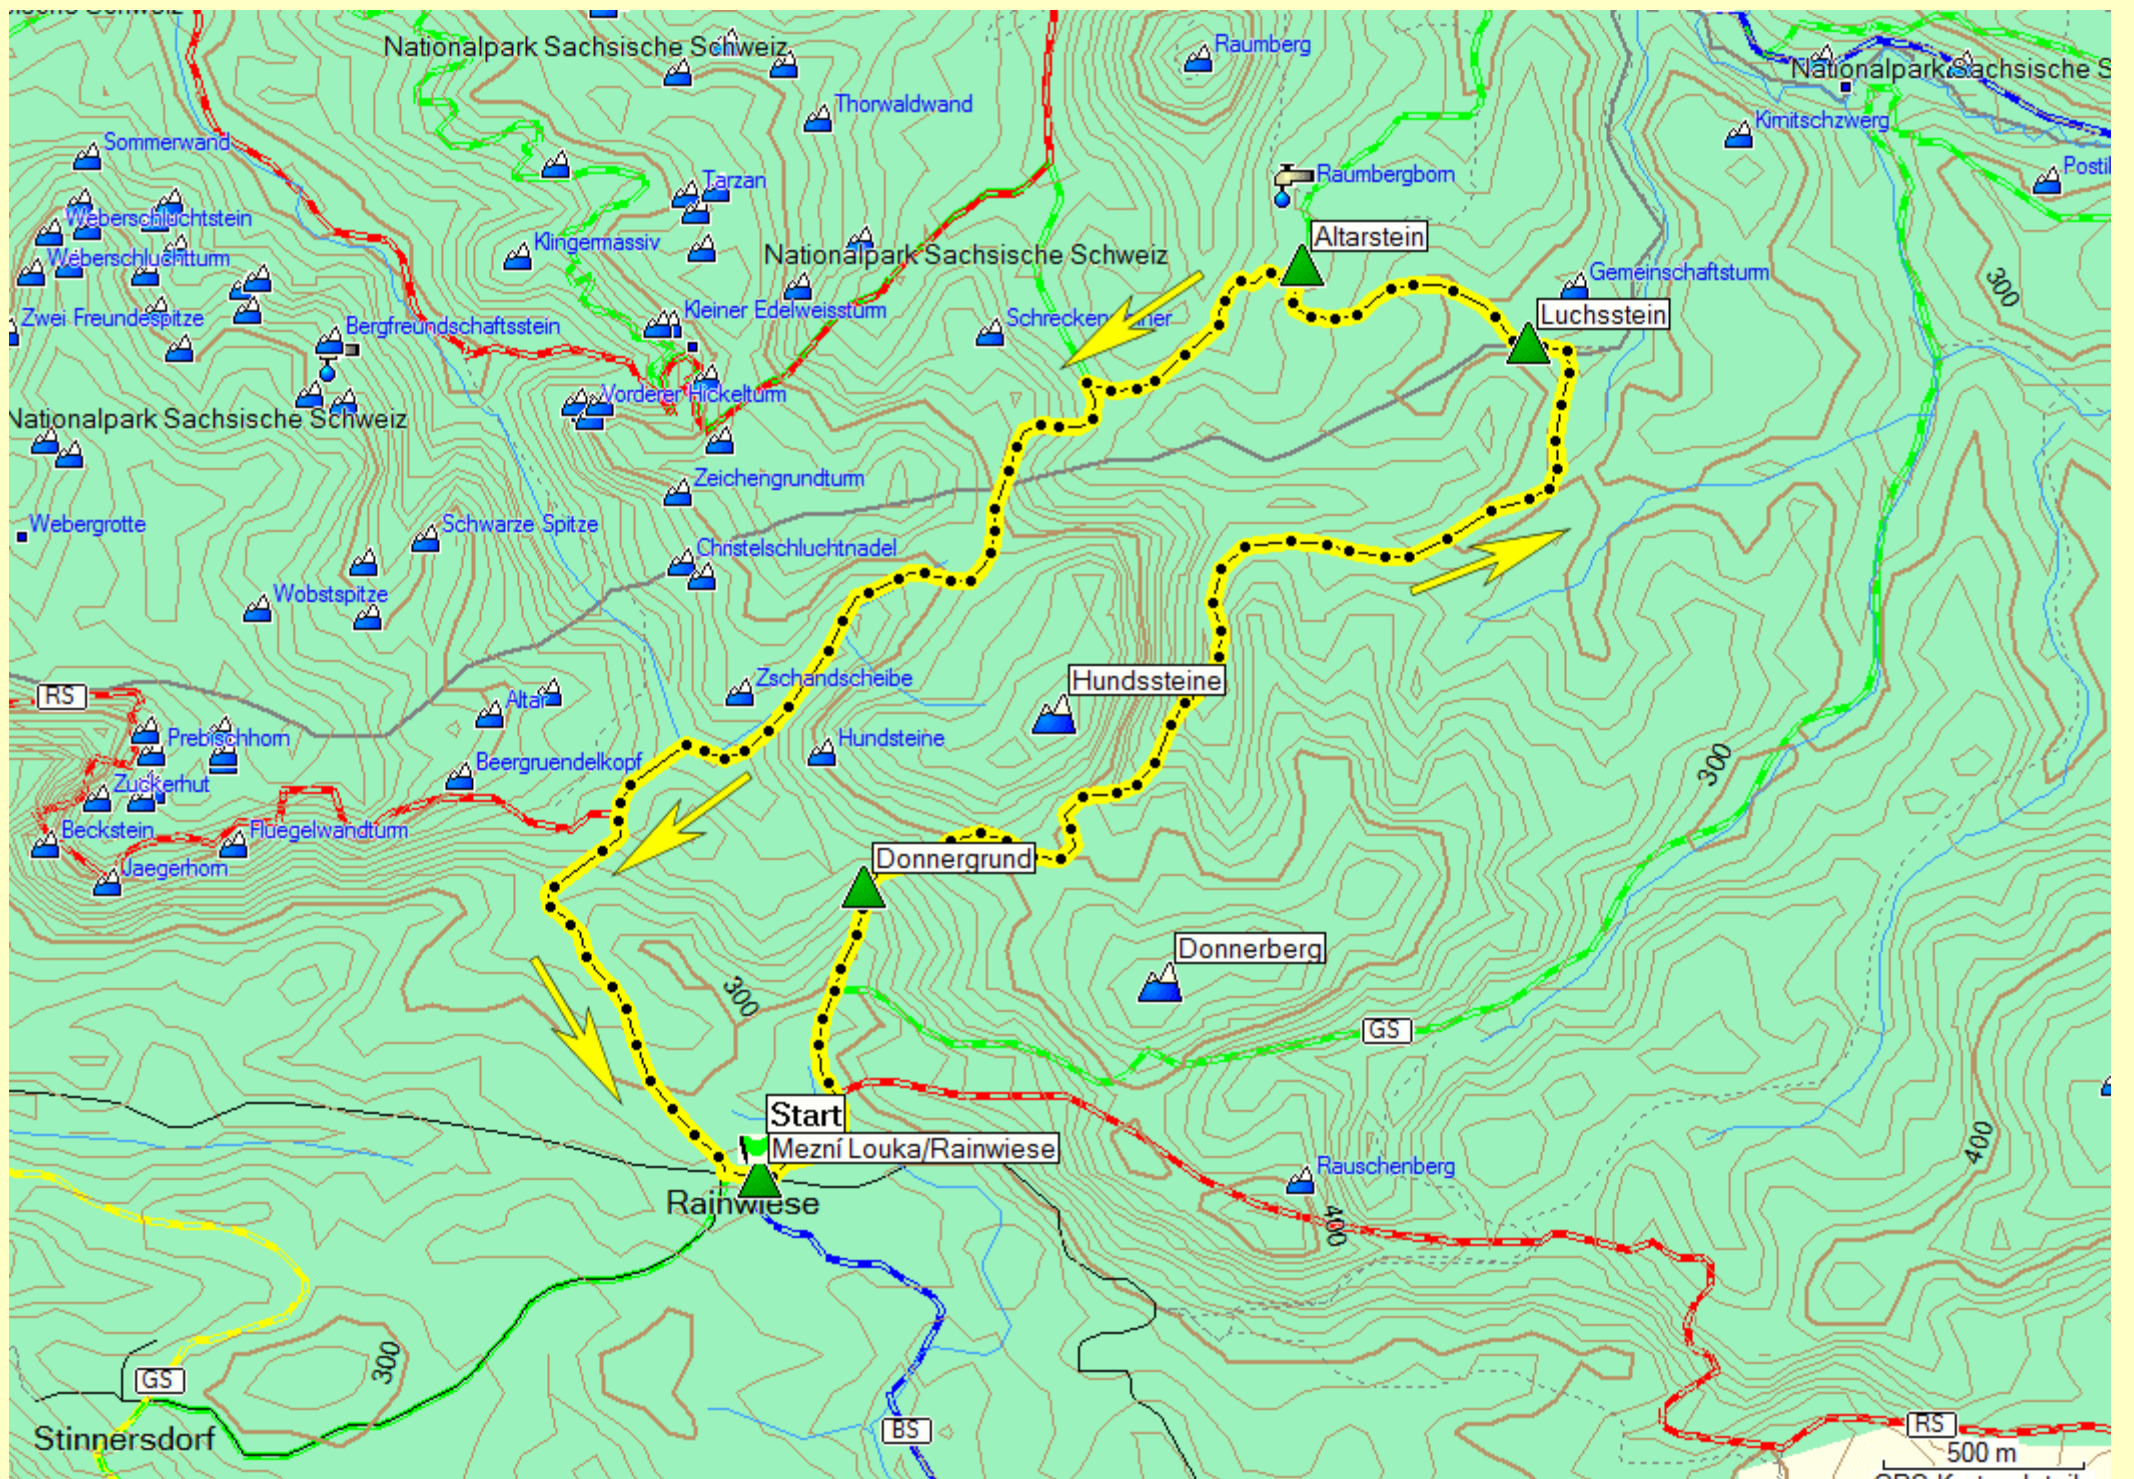 Nationalpark Sachsische Schweiz
Raumberg
Nationalpark Sachsische S
Thorwaldwand
Kirnitschzwerg
Sommerwand
Postil
Tarzan
Raumbergborn
Weberschluchtstein
Altarstein
Klingermassiv
Nationalpark Sachsische Schweiz
Weberschluchtturm
Gemeinschaftsturm
300
Zwei Freundespitze
Kleiner Edelweissturm
Luchsstein
Bergfreundschaftsstein
Vorderer Hickelturm
Nationalpark Sachsische Schweiz
Zeichengrundturm
Webergrotte
Schwarze Spitze
Christelschluchtnadel
Wobstspitze
Zschandscheibe
Hundssteine
RS
Altar
Prebischhorn
Hundsteine
Beergruendelkopf
300
Zuckerhut
Beckstein
Fluegelwandturm
Donnergrund
Jaegerhorn
Donnerberg
300
GS
Start
Mezní Louka/Rainwiese
400
Rauschenberg
Rainwiese
400
300
GS
Stinnersdorf
BS
RS
500 m